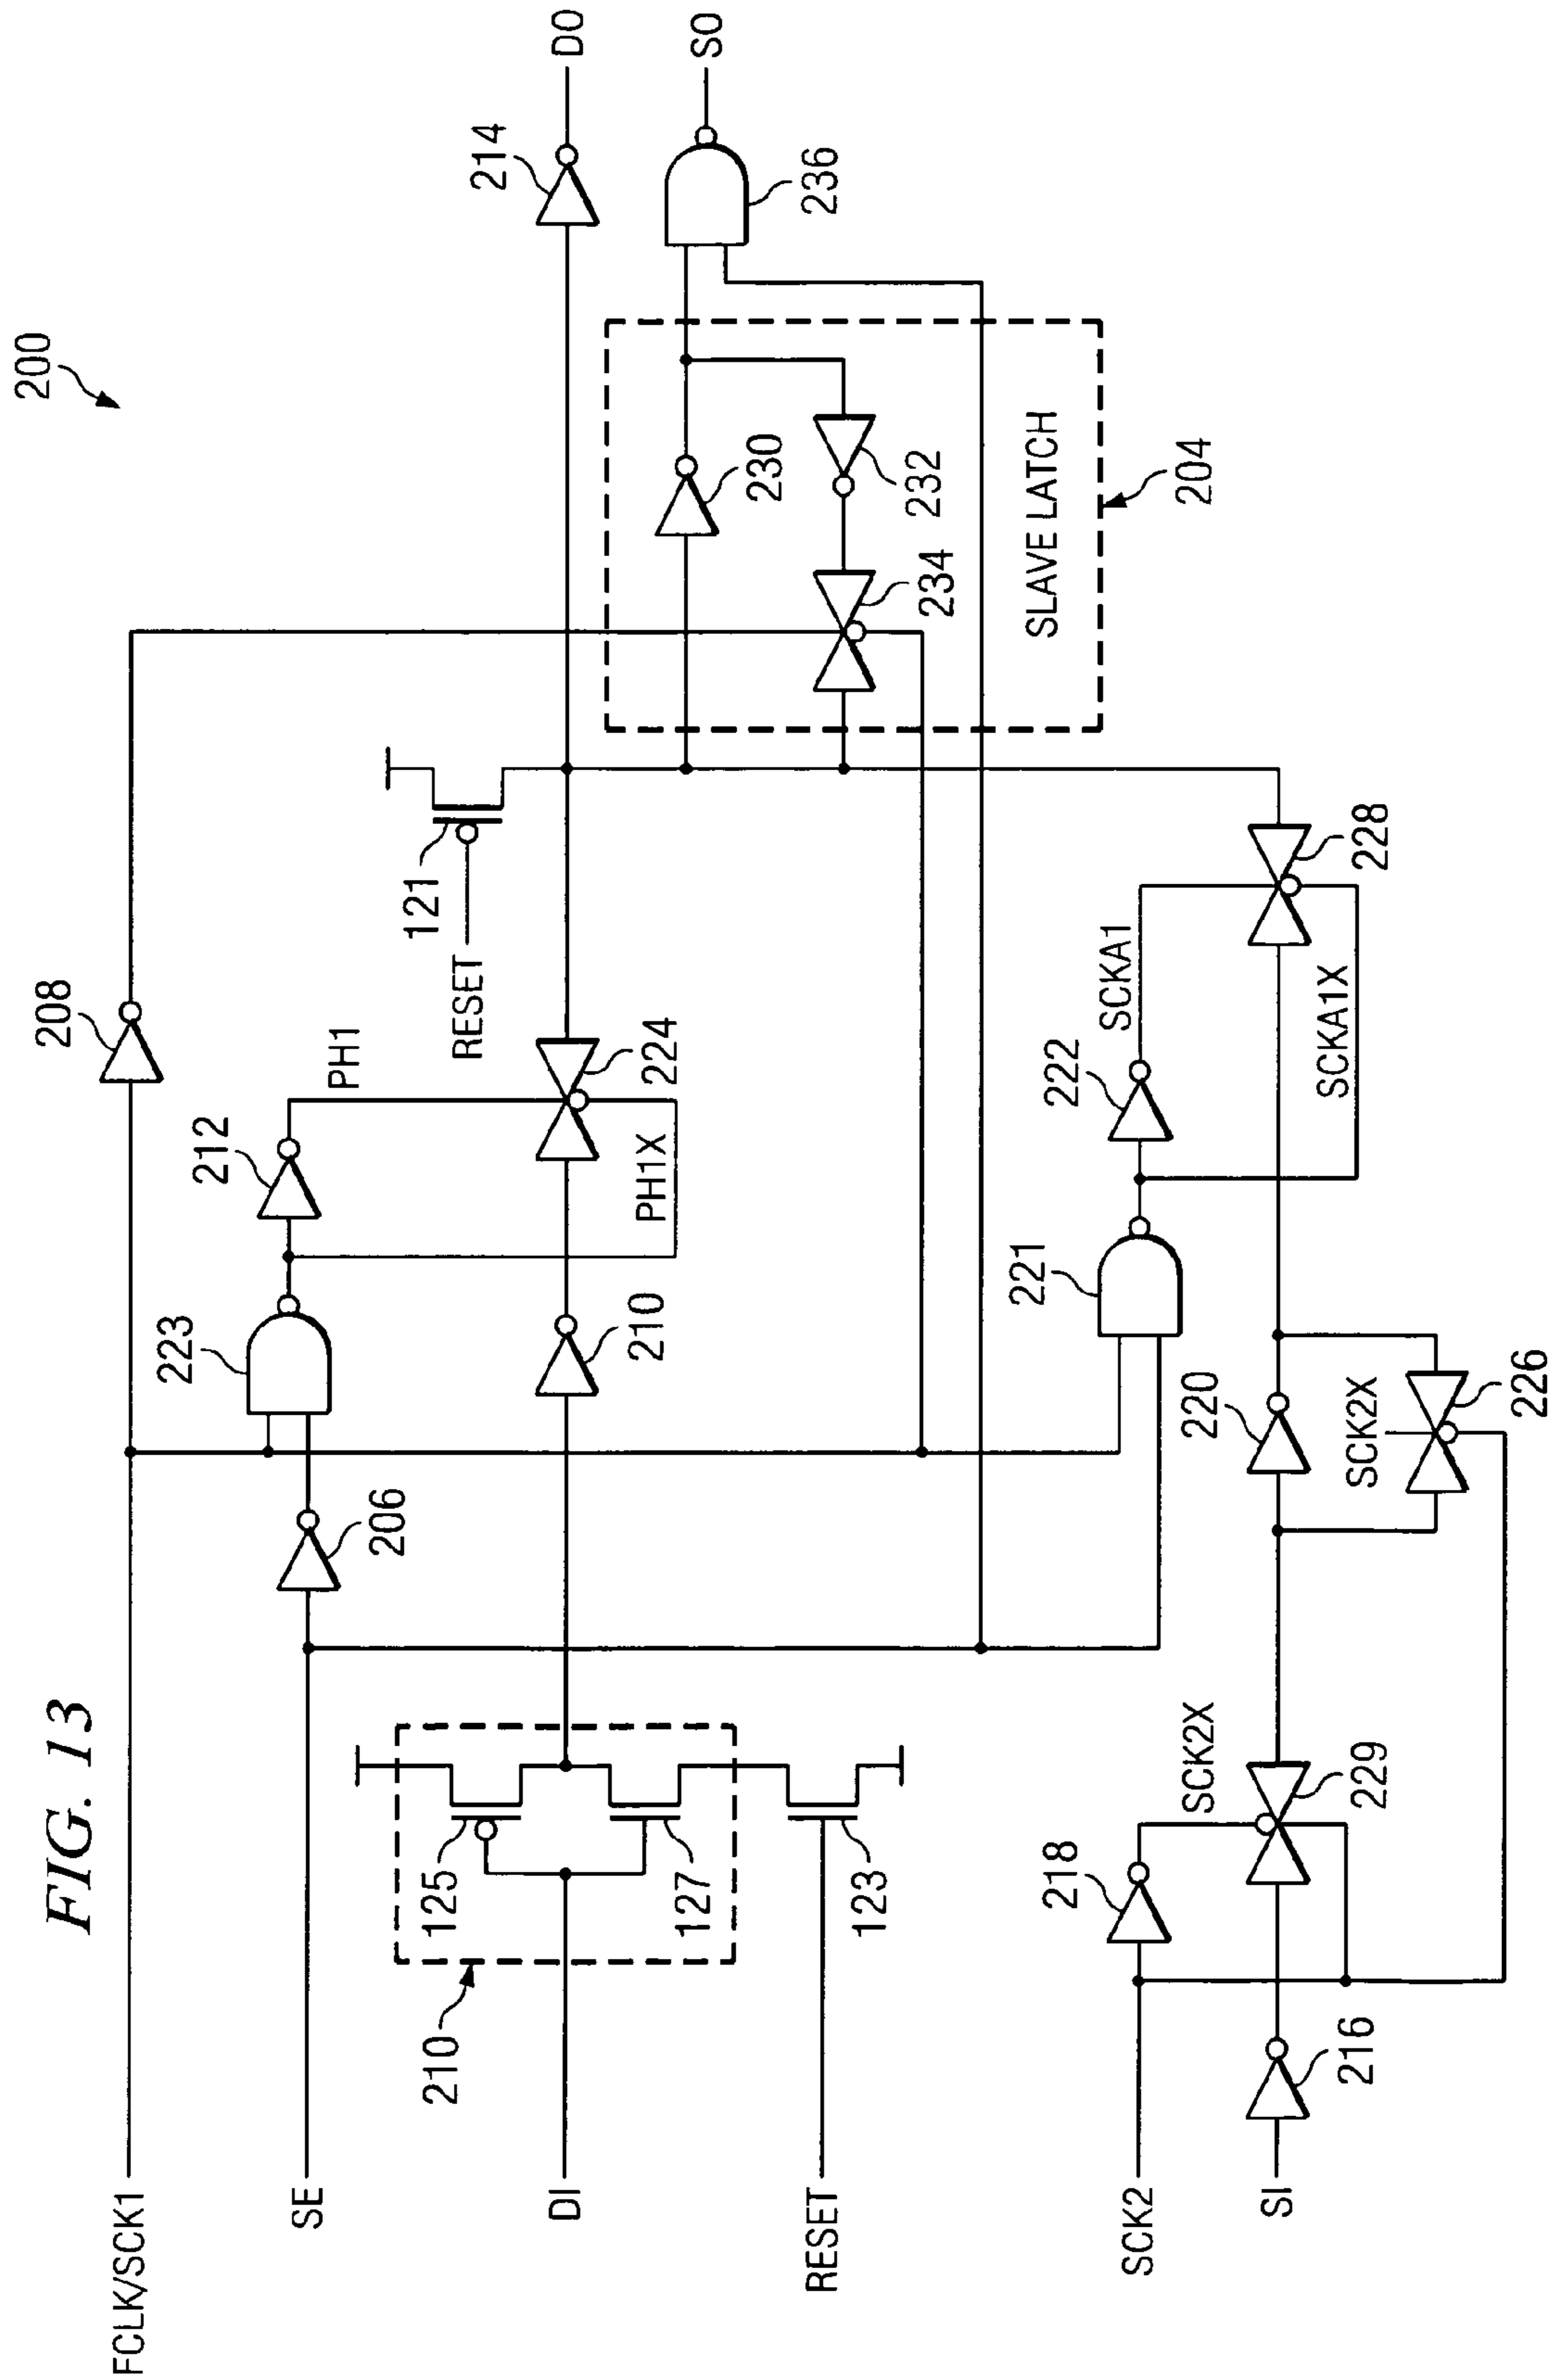 FIG. 13
200
FCLK/SCK1
208
SE
206
223
212
PH1
PH1X
224
210
125
127
DI
210
RESET
121
214
DO
RESET
123
230
232
234
SLAVE LATCH
204
236
SO
SCK2
218
SCK2X
229
SI
216
220
SCK2X
226
221
222
SCKA1
SCKA1X
228